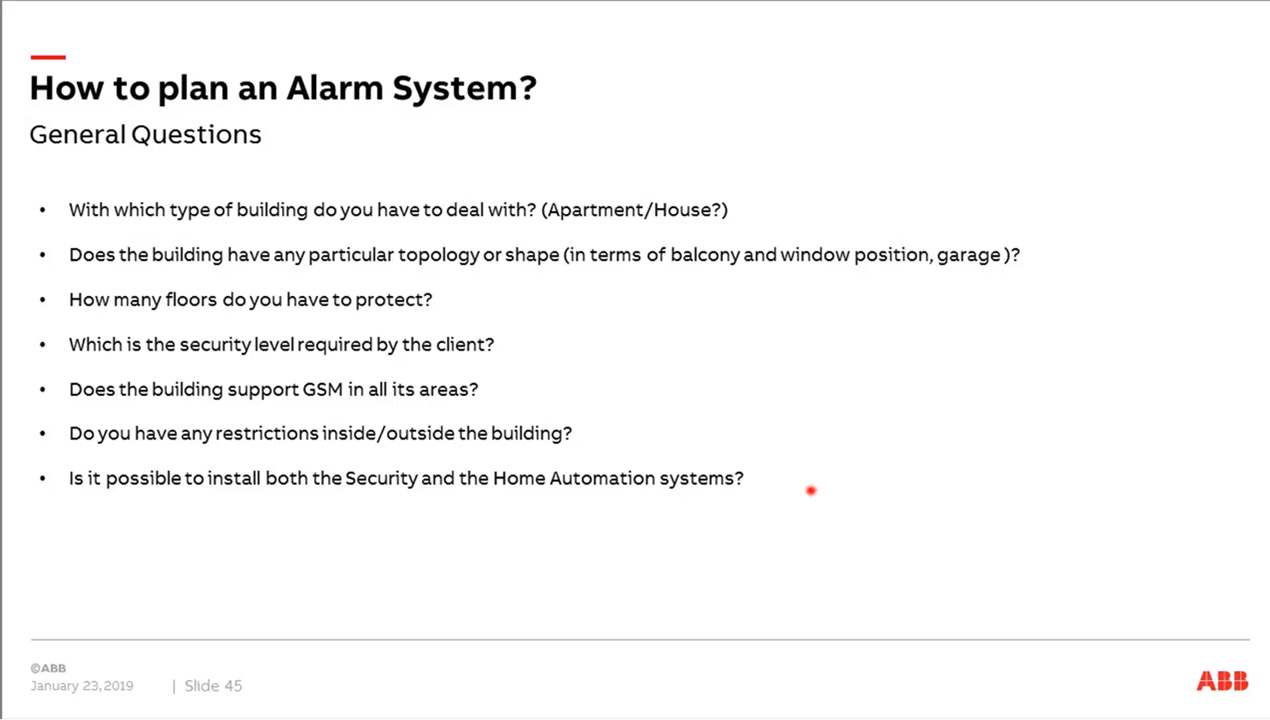 How to plan an Alarm System?
General Questions
• With which type of building do you have to deal with? (Apartment/House?)
• Does the building have any particular topology or shape (in terms of balcony and window position, garage )?
• How many floors do you have to protect?
• Which is the security level required by the client?
• Does the building support GSM in all its areas?
• Do you have any restrictions inside/outside the building?
• Is it possible to install both the Security and the Home Automation systems?
©ABB
January 23, 2019 | Slide 45
ABB